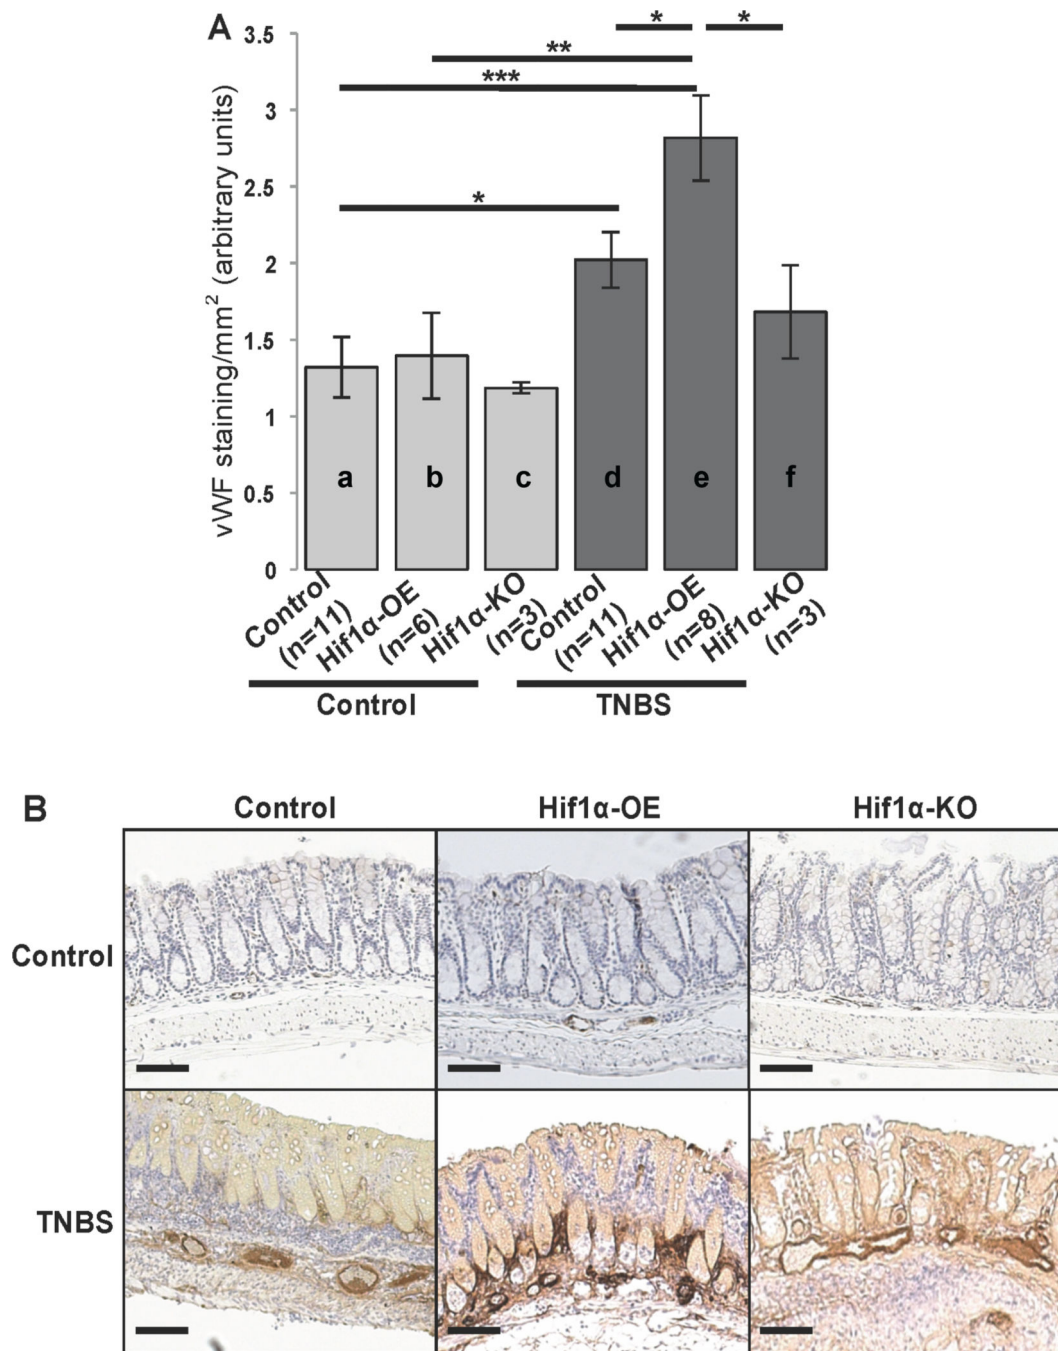 A
vWF staining/mm² (arbitrary units)
3.5
3
2.5
2
1.5
1
0.5
0
*
*
**
***
*
a
b
c
d
e
f
Control
(n=11)
Hif1α-OE
(n=6)
Hif1α-KO
(n=3)
Control
(n=11)
Hif1α-OE
(n=8)
Hif1α-KO
(n=3)
Control
TNBS
B
Control
Hif1α-OE
Hif1α-KO
Control
TNBS